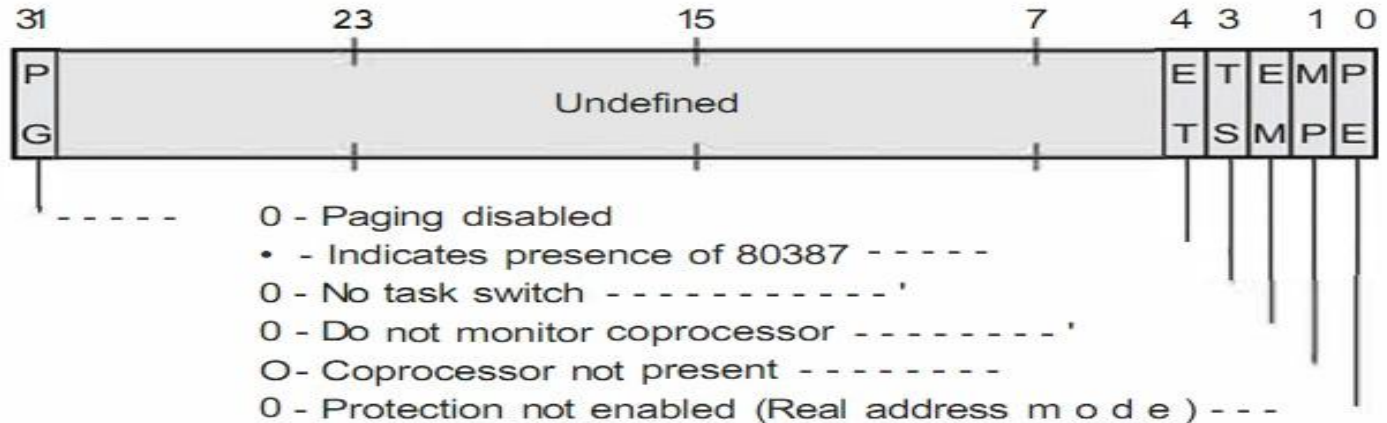 31 23 15 7 4 3 1 0
P Undefined E T E M P
G T S M P E
0 - Paging disabled
• - Indicates presence of 80387 - - - - -
0 - No task switch - - - - - - - - - - - '
0 - Do not monitor coprocessor - - - - - - - - '
O- Coprocessor not present - - - - - - - -
0 - Protection not enabled (Real address m o d e ) - - -